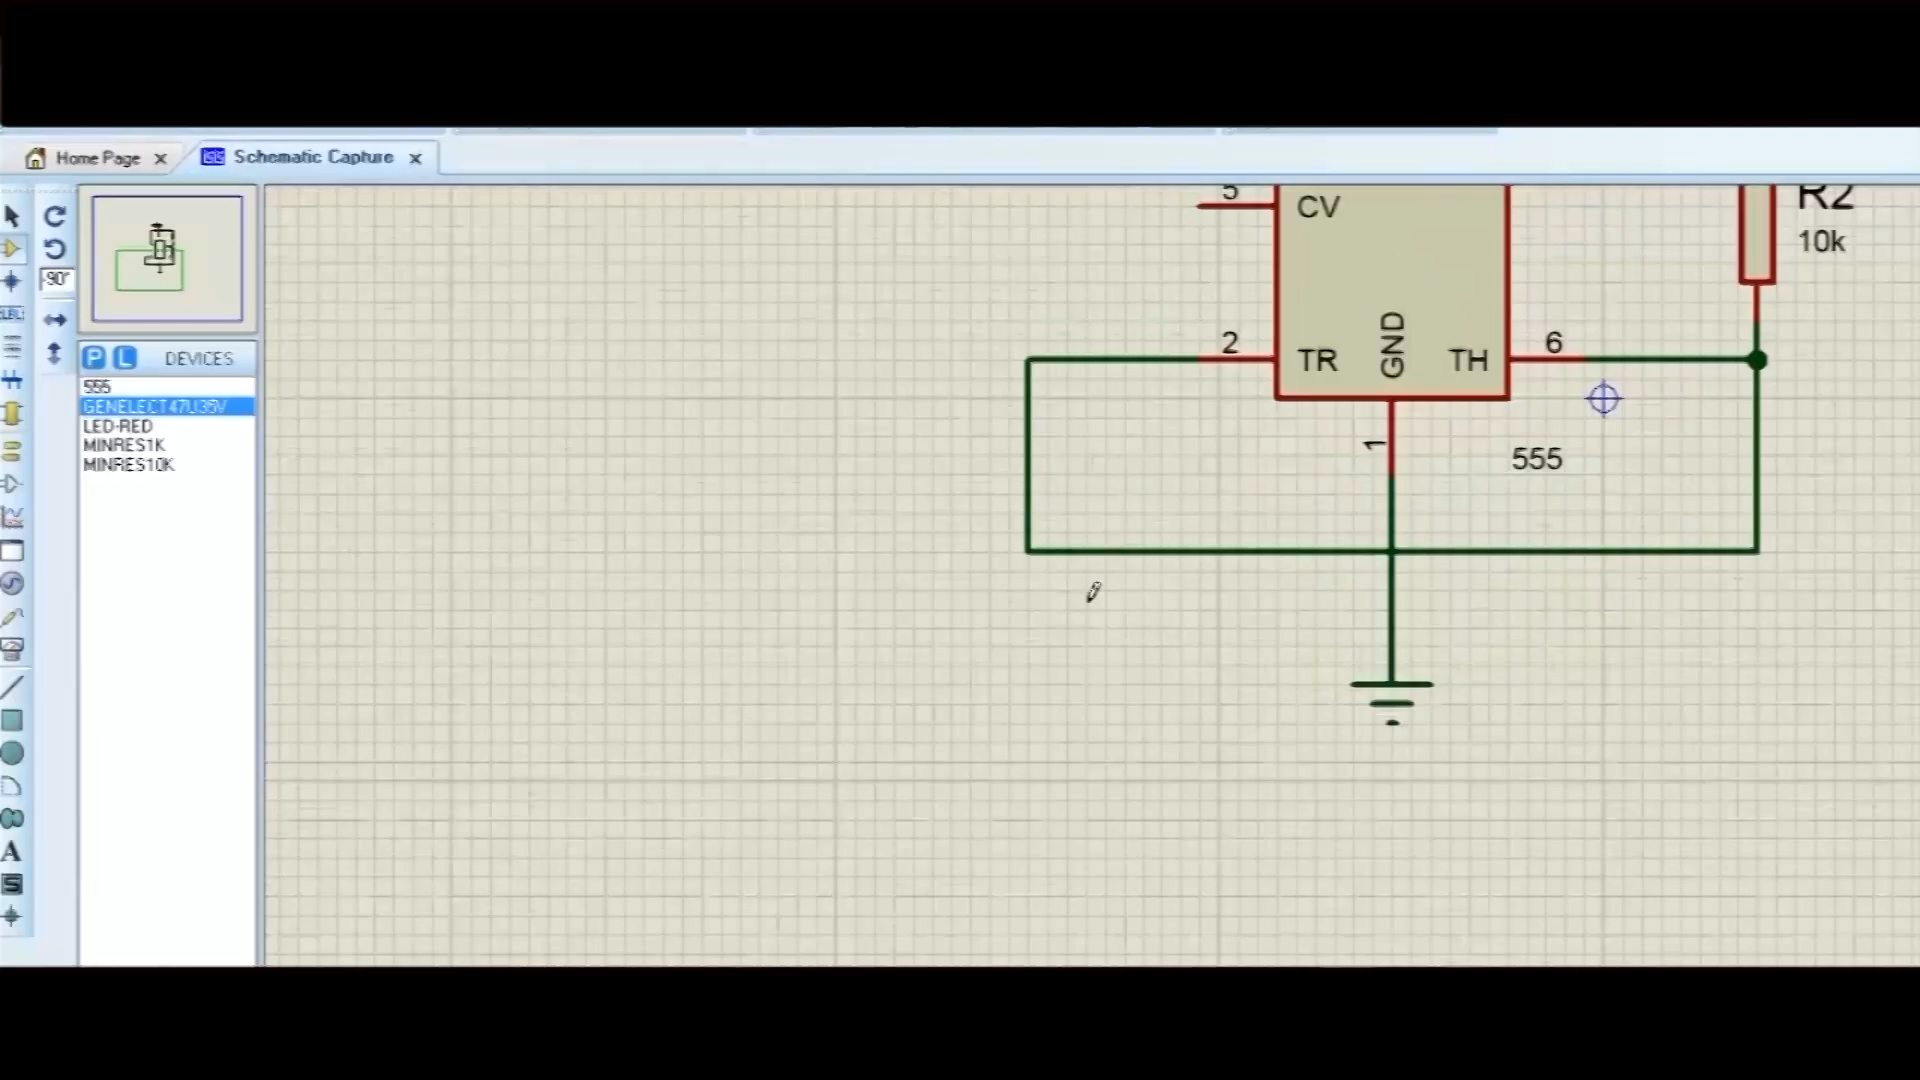 Home Page
Schematic Capture
-90°
LBL
P L DEVICES
555
GENELECT47U35V
LED-RED
MINRES1K
MINRES10K
A
S
5
CV
R2
10k
2
TR
GND
TH
6
1
555